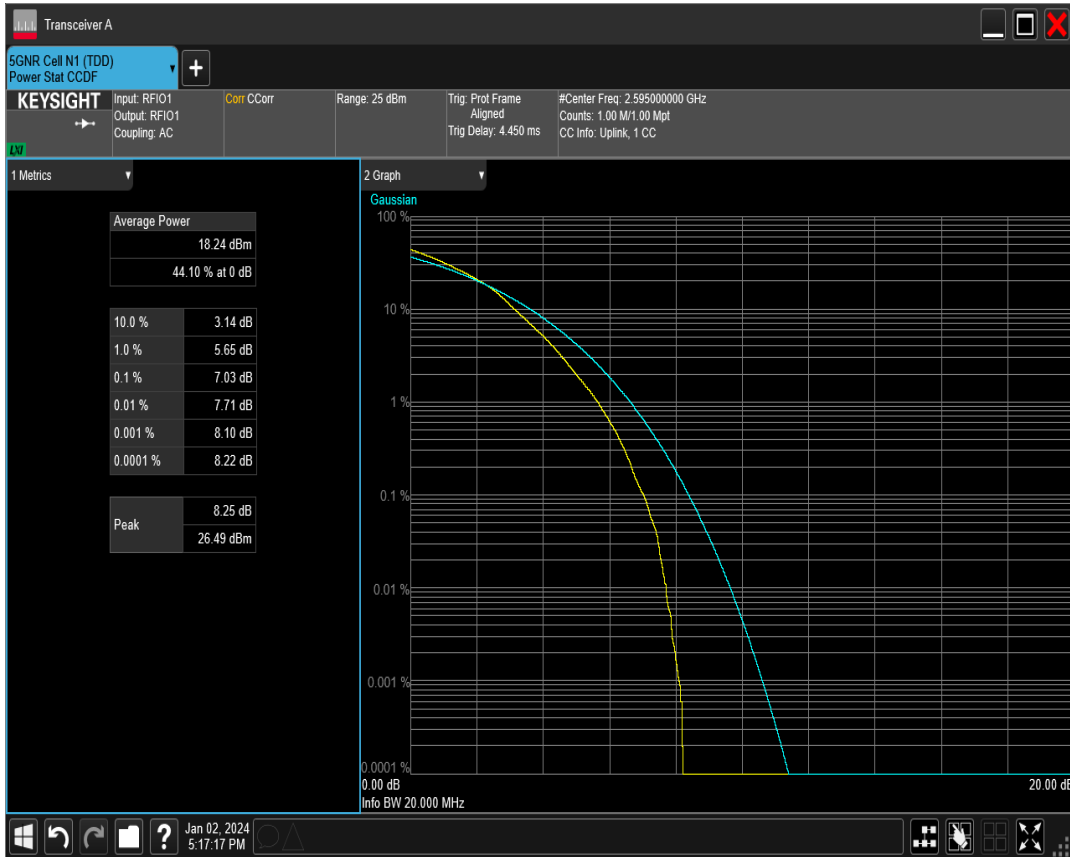 Transceiver A
5GNR Cell N1 (TDD)
Power Stat CCDF
KEYSIGHT
LXI
Input: RFIO1
Output: RFIO1
Coupling: AC
Corr CCorr
Range: 25 dBm
Trig: Prot Frame
Aligned
Trig Delay: 4.450 ms
#Center Freq: 2.595000000 GHz
Counts: 1.00 M/1.00 Mpt
CC Info: Uplink, 1 CC
1 Metrics
Average Power
18.24 dBm
44.10 % at 0 dB
10.0 % 3.14 dB
1.0 % 5.65 dB
0.1 % 7.03 dB
0.01 % 7.71 dB
0.001 % 8.10 dB
0.0001 % 8.22 dB
Peak 8.25 dB
26.49 dBm
2 Graph
Gaussian
100 %
10 %
1 %
0.1 %
0.01 %
0.001 %
0.0001 %
0.00 dB 20.00 dB
Info BW 20.000 MHz
? Jan 02, 2024
5:17:17 PM